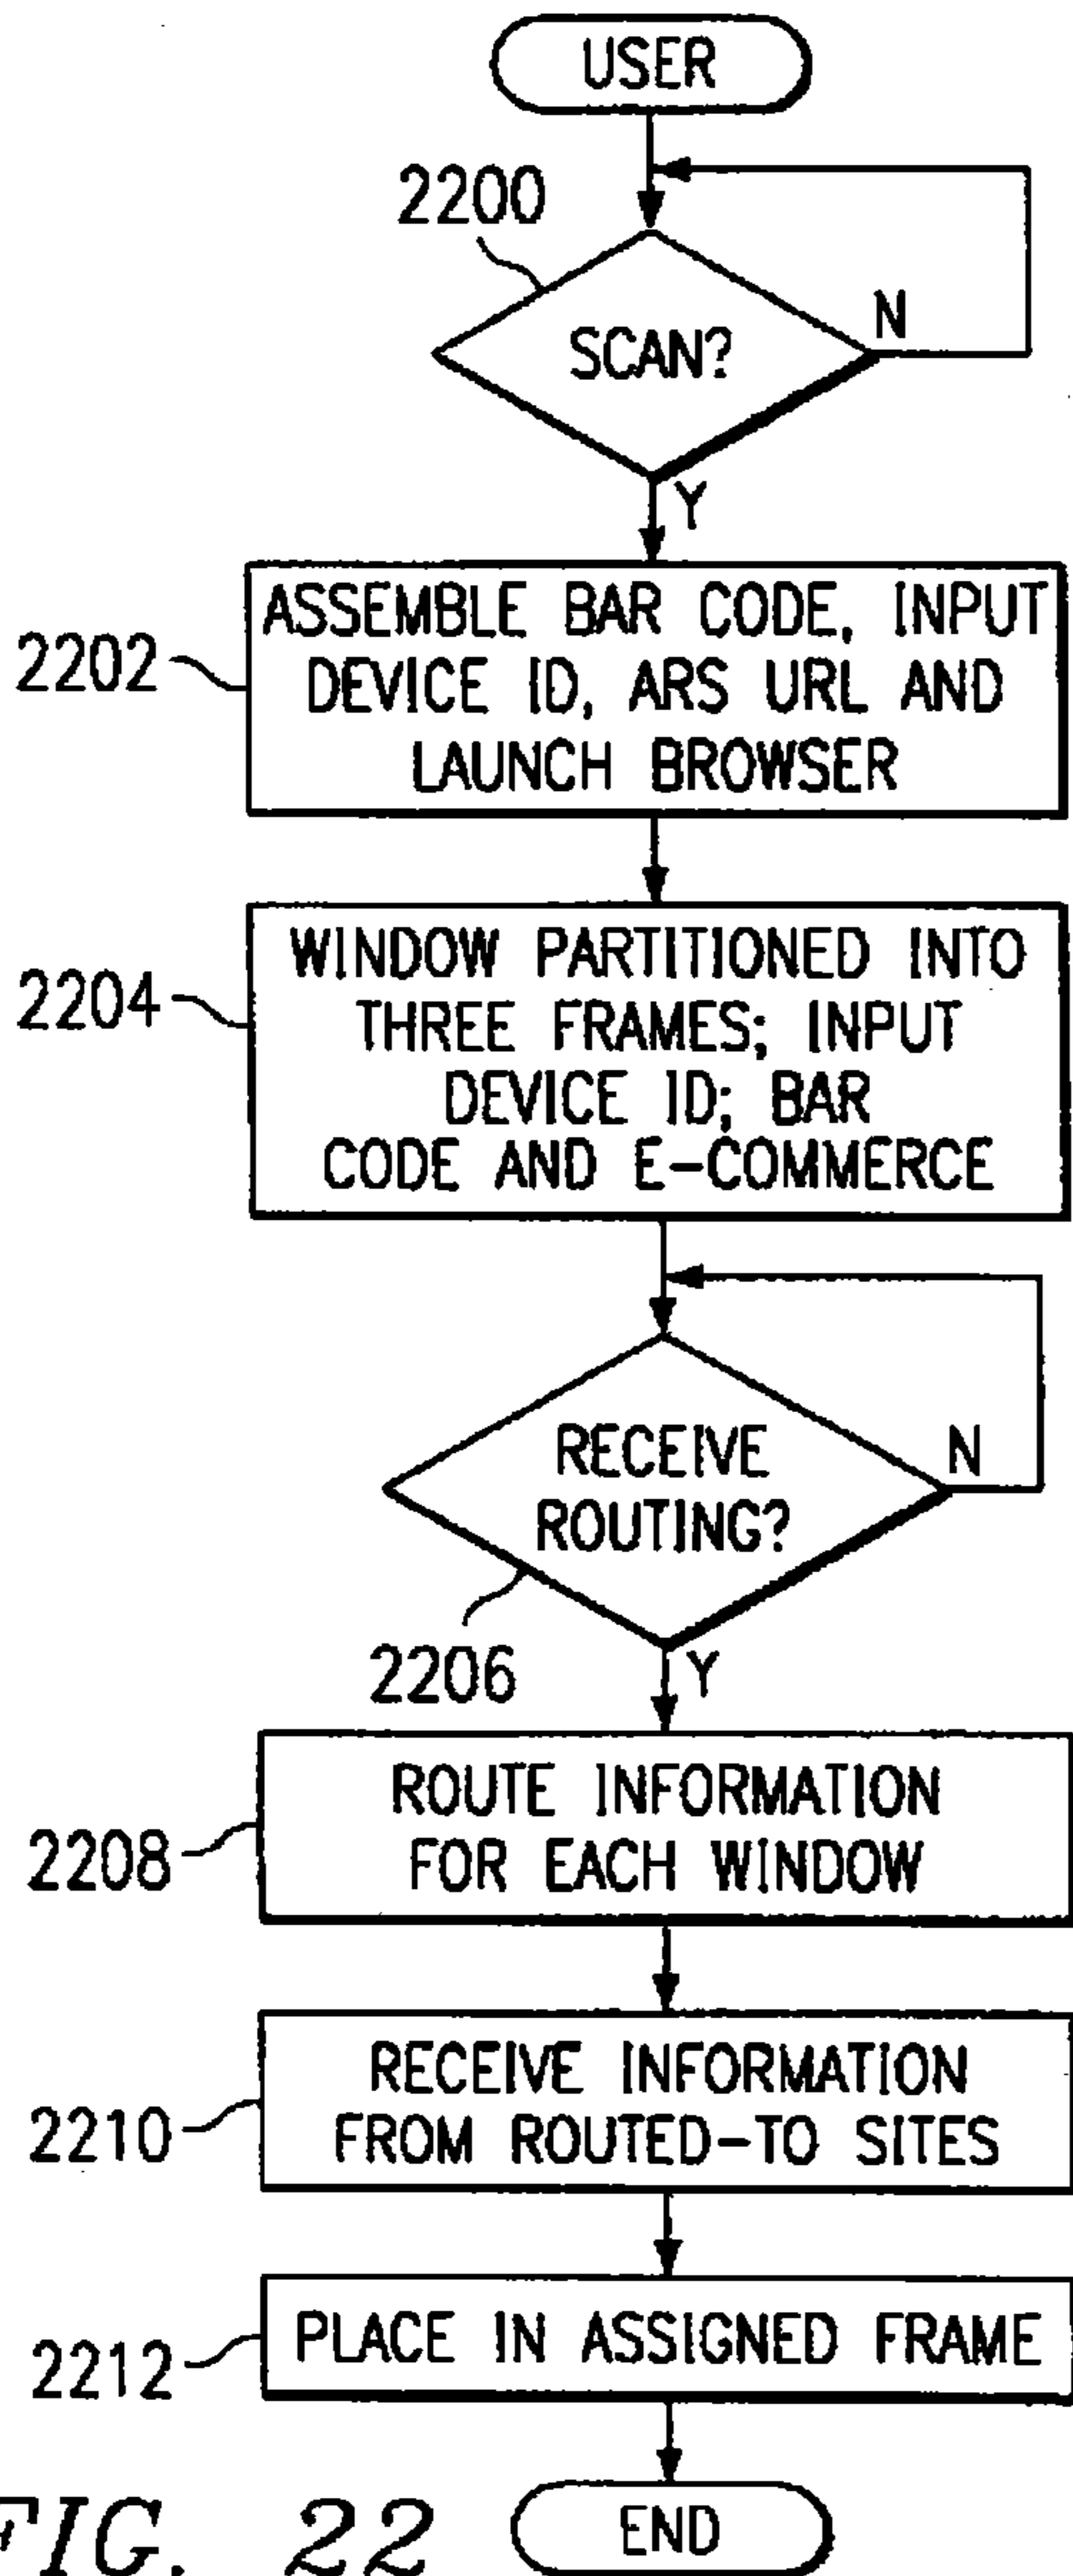 USER
2200
SCAN?
N
Y
2202
ASSEMBLE BAR CODE, INPUT
DEVICE ID, ARS URL AND
LAUNCH BROWSER
2204
WINDOW PARTITIONED INTO
THREE FRAMES; INPUT
DEVICE ID; BAR
CODE AND E-COMMERCE
RECEIVE
ROUTING?
N
2206
Y
2208
ROUTE INFORMATION
FOR EACH WINDOW
2210
RECEIVE INFORMATION
FROM ROUTED-TO SITES
2212
PLACE IN ASSIGNED FRAME
FIG. 22
END